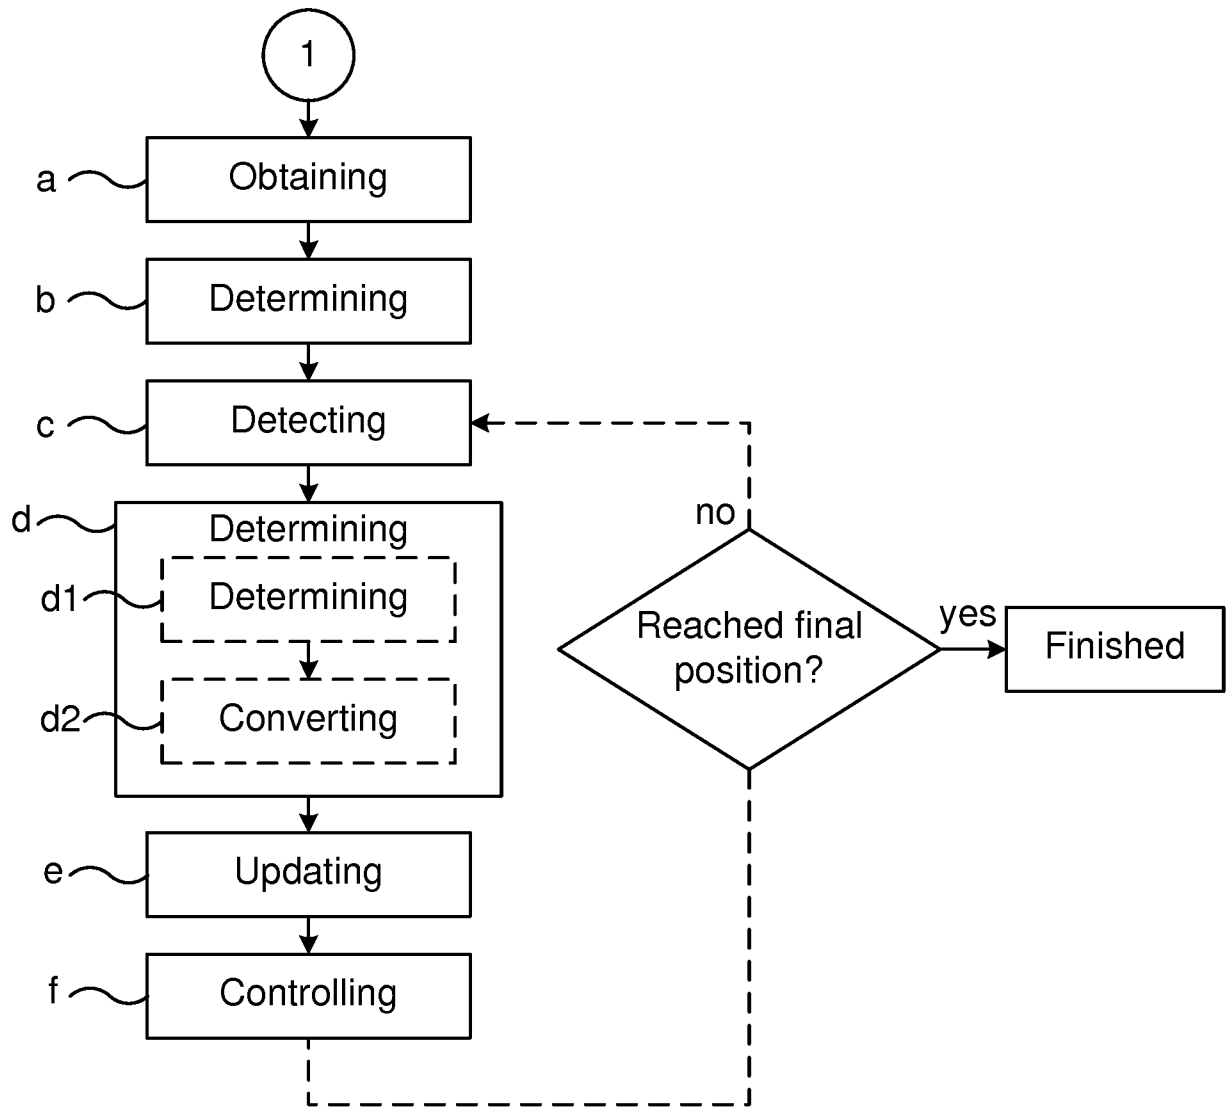 1
a
Obtaining
b
Determining
c
Detecting
d
Determining
d1
Determining
d2
Converting
e
Updating
f
Controlling
no
Reached final
position?
yes
Finished